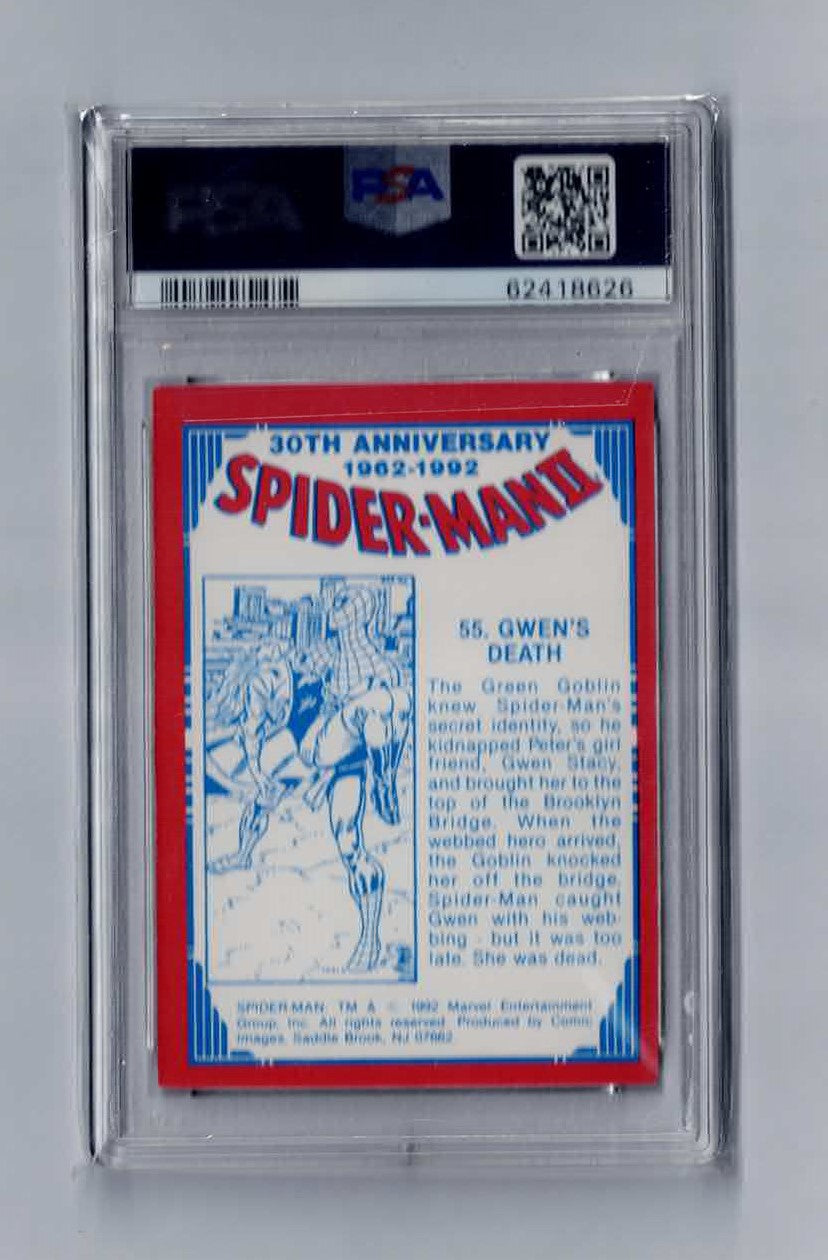 PSA
PSA
62418626
30TH ANNIVERSARY
1962-1992
SPIDER-MAN II
55. GWEN'S
DEATH
The Green Goblin
knew Spider-Man's
secret identity, so he
kidnapped Peter's girl
friend, Gwen Stacy,
and brought her to the
top of the Brooklyn
Bridge. When the
webbed hero arrived,
the Goblin knocked
her off the bridge.
Spider-Man caught
Gwen with his web-
bing - but it was too
late. She was dead.
SPIDER-MAN, TM & © 1992 Marvel Entertainment
Group, Inc. All rights reserved. Produced by Comic
Images, Saddle Brook, NJ 07662